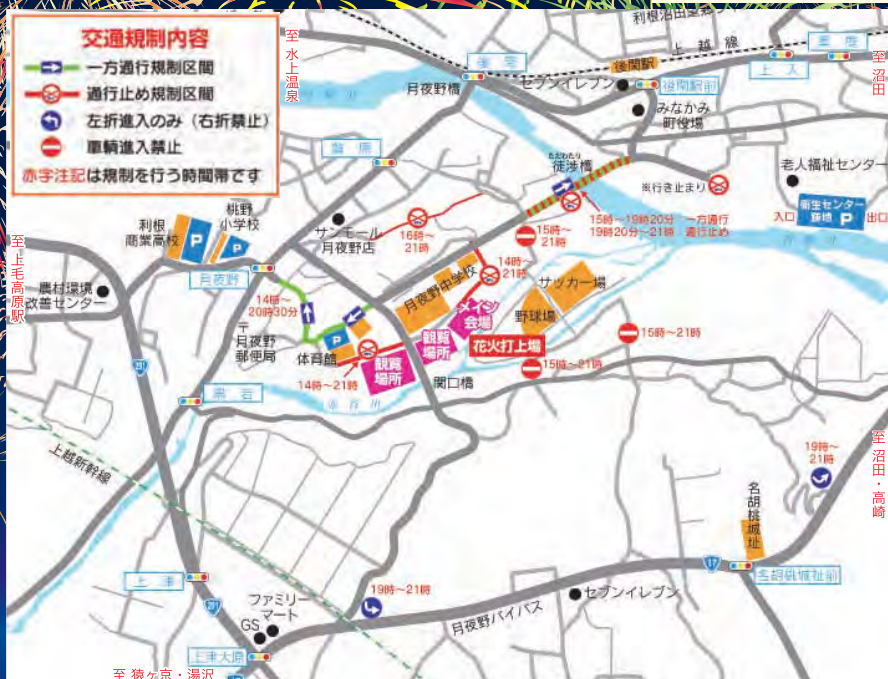 交通規制内容
一方通行規制区間
通行止め規制区間
左折進入のみ（右折禁止）
車輌進入禁止
赤字注記は規制を行う時間帯です
至 水上温泉
上越線
後閑駅
上入
至 沼田
月夜野橋
セブンイレブン
後閑駅前
みなかみ
町役場
ただわたり
徒渉橋
※行き止まり
老人福祉センター
入口
衛生センター
跡地 P
出口
15時～19時20分 一方通行
19時20分～21時 通行止め
利根
商業高校
桃野
小学校
P
P
サンモール
月夜野店
16時～
21時
15時～
21時
至 上毛高原駅
月夜野
農村環境
改善センター
14時～
20時30分
月夜野中学校
14時～
21時
サッカー場
野球場
メイン
会場
〒
月夜野
郵便局
P
体育館
観覧
場所
観覧
場所
花火打上場
15時～21時
15時～21時
14時～21時
関口橋
291
黒岩
赤谷川
上越新幹線
至 沼田・高崎
19時～
21時
名胡桃城址
17
名胡桃城祉前
上津
291
ファミリー
マート
GS
19時～21時
セブンイレブン
月夜野バイパス
上津大原
至 猿ヶ京・湯沢